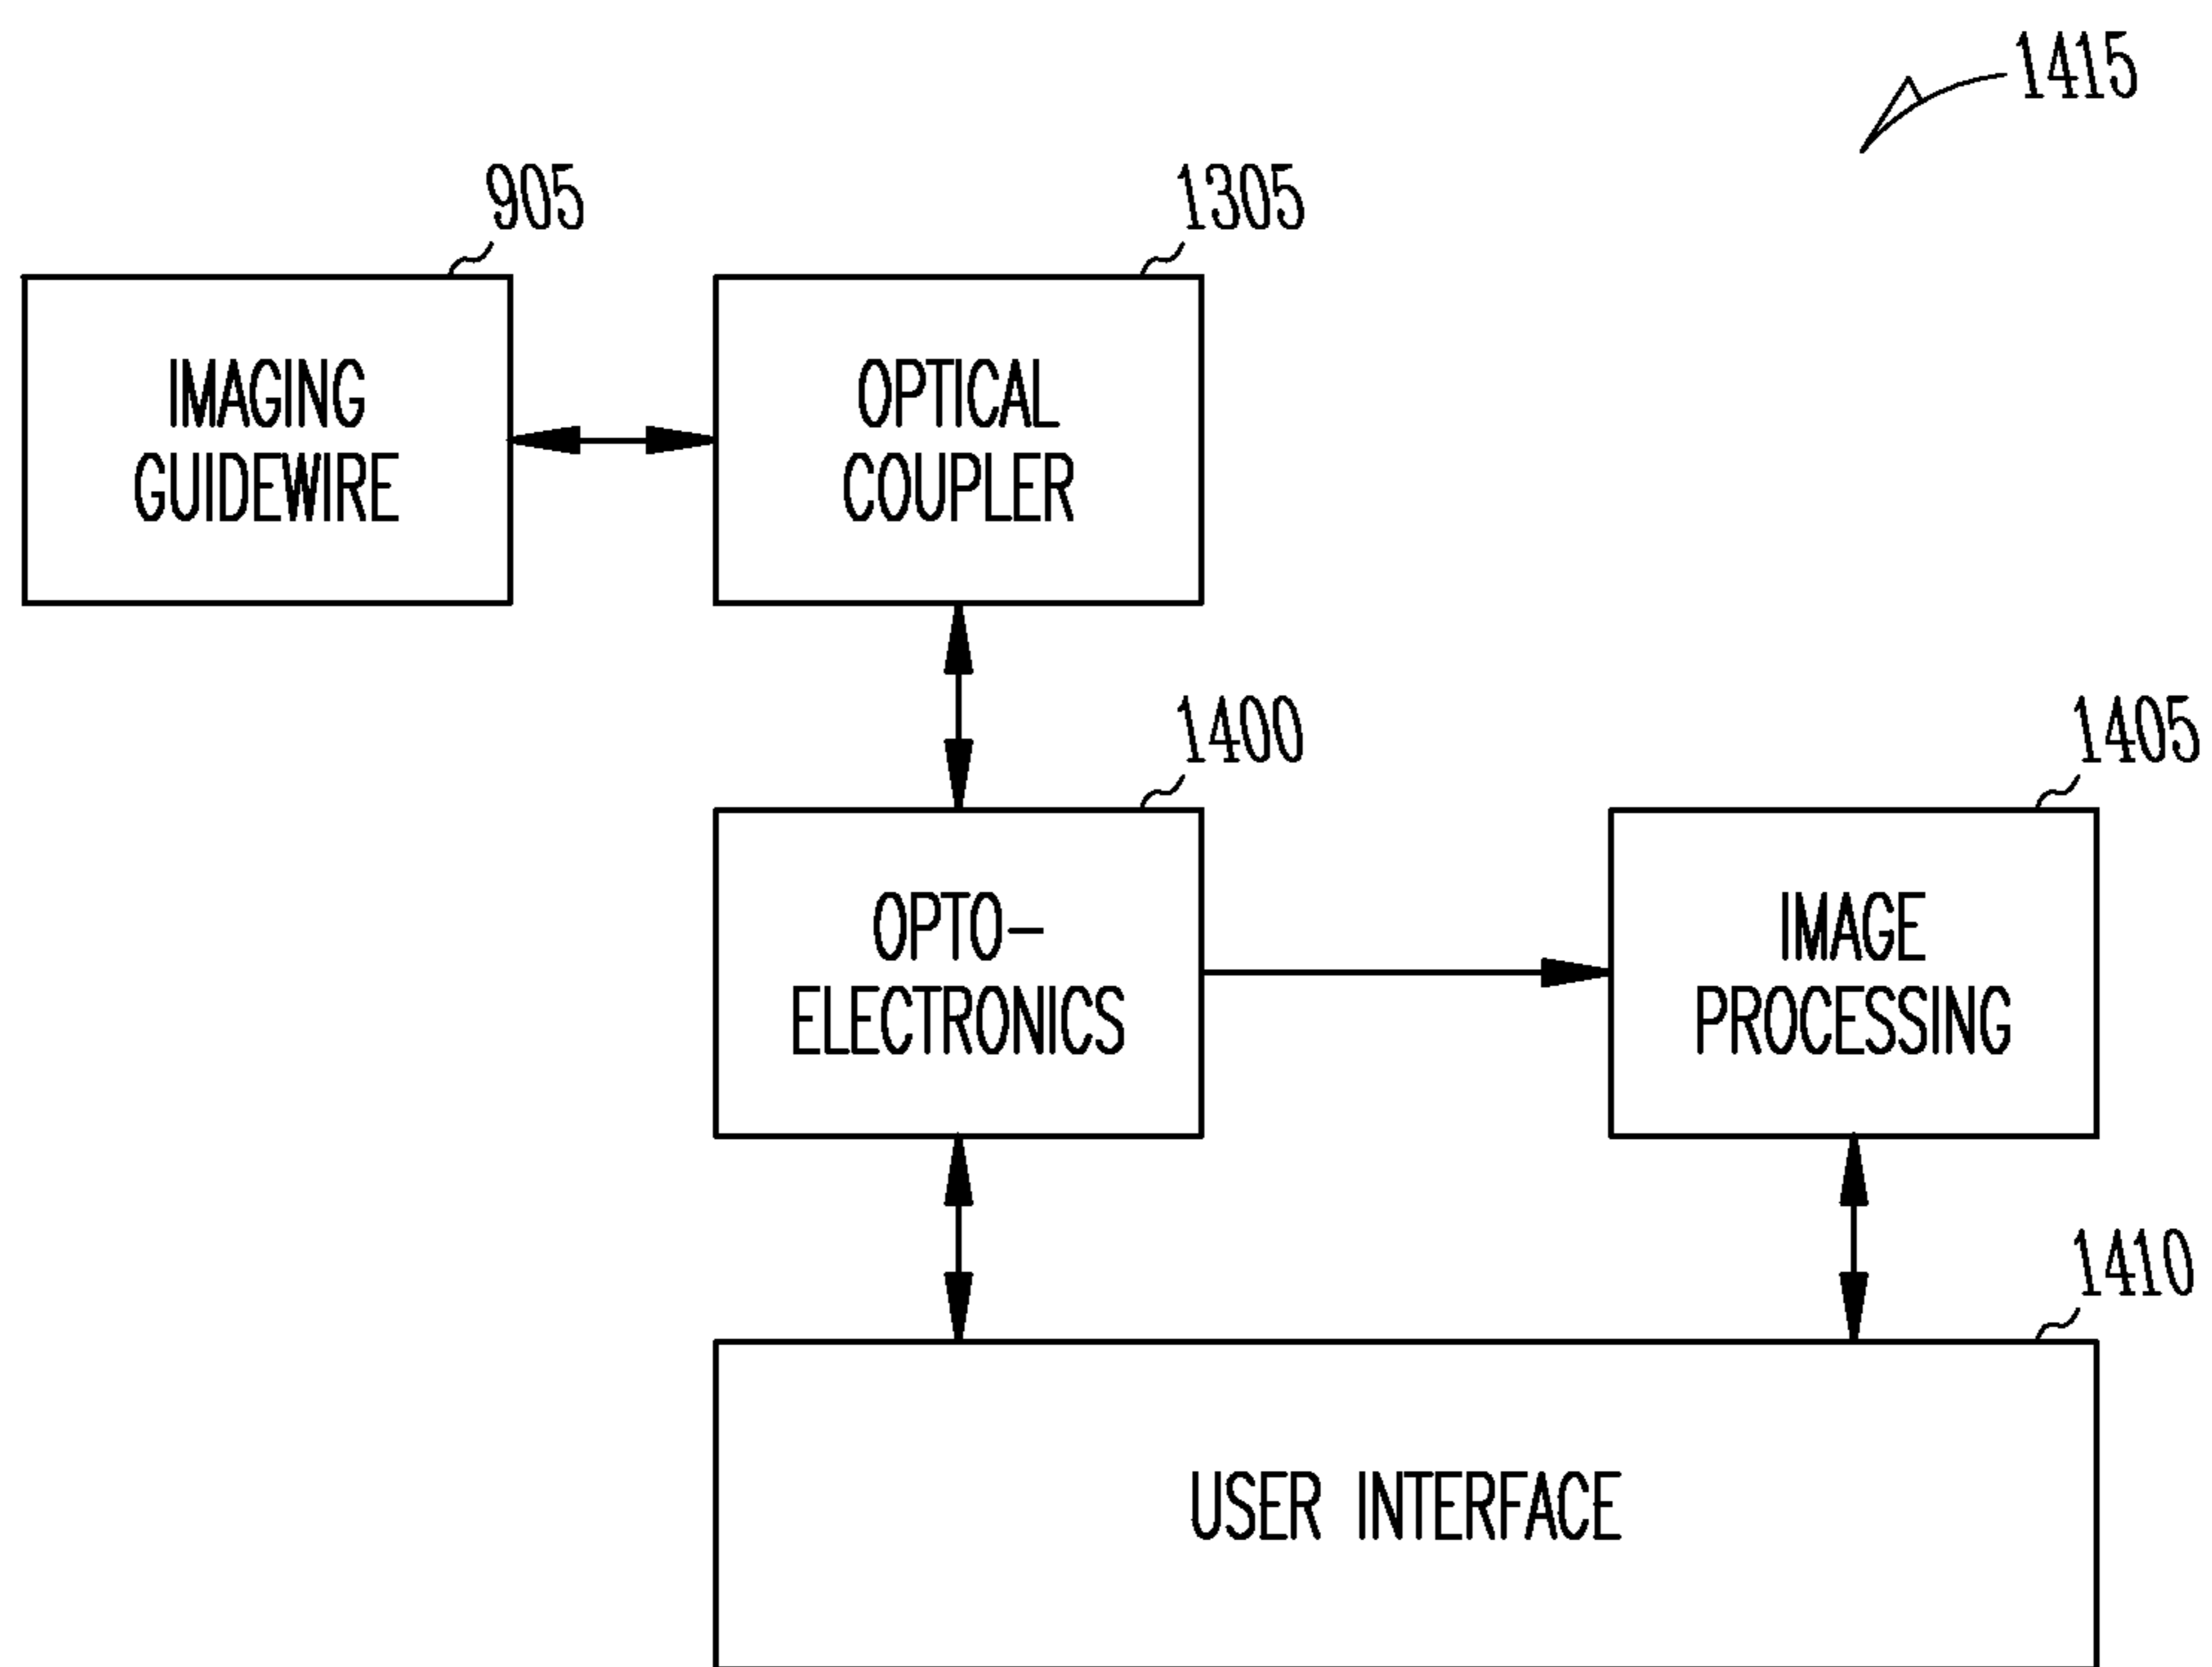 1415
905
1305
IMAGING
GUIDEWIRE
OPTICAL
COUPLER
1400
1405
OPTO-
ELECTRONICS
IMAGE
PROCESSING
1410
USER INTERFACE